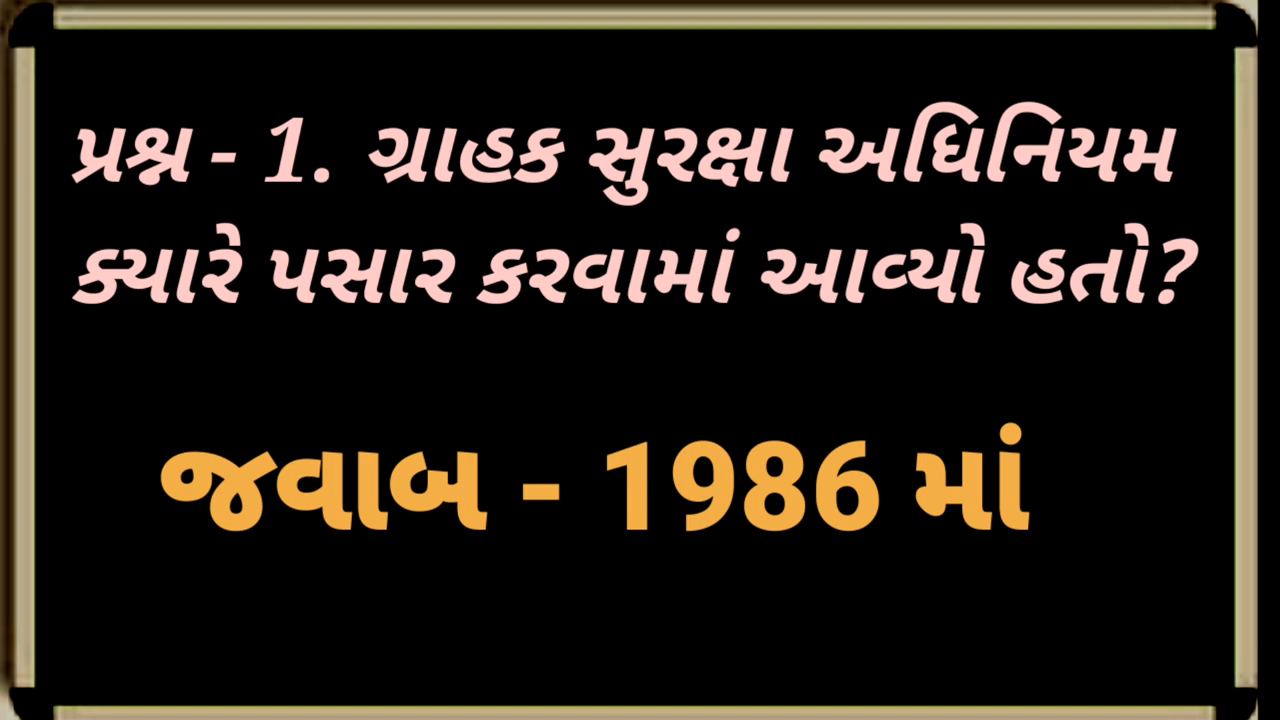 પ્રશ્ન - 1. ગ્રાહક સુરક્ષા અધિનિયમ
ક્યારે પસાર કરવામાં આવ્યો હતો?
જવાબ - 1986 માં